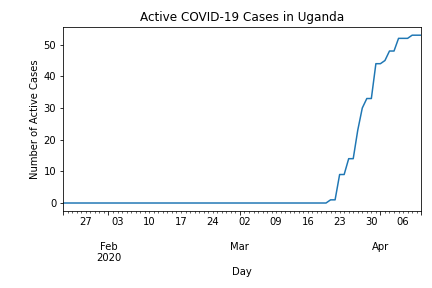 Active COVID-19 Cases in Uganda
Number of Active Cases
50
40
30
20
10
0
27 03 10 17 24 02 09 16 23 30 06
Feb Mar Apr
2020
Day